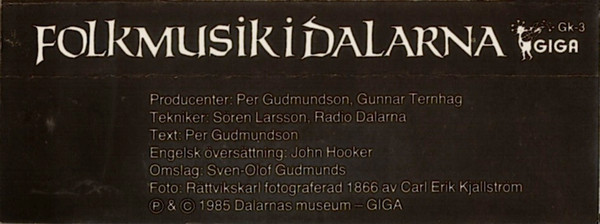 FOLKMUSIK I DALARNA
Gk-3
GIGA
Producenter: Per Gudmundson, Gunnar Ternhag
Tekniker: Sören Larsson, Radio Dalarna
Text: Per Gudmundson
Engelsk översättning: John Hooker
Omslag: Sven-Olof Gudmunds
Foto: Rättvikskarl fotograferad 1866 av Carl Erik Kjallstrom
Ⓟ & © 1985 Dalarnas museum – GIGA